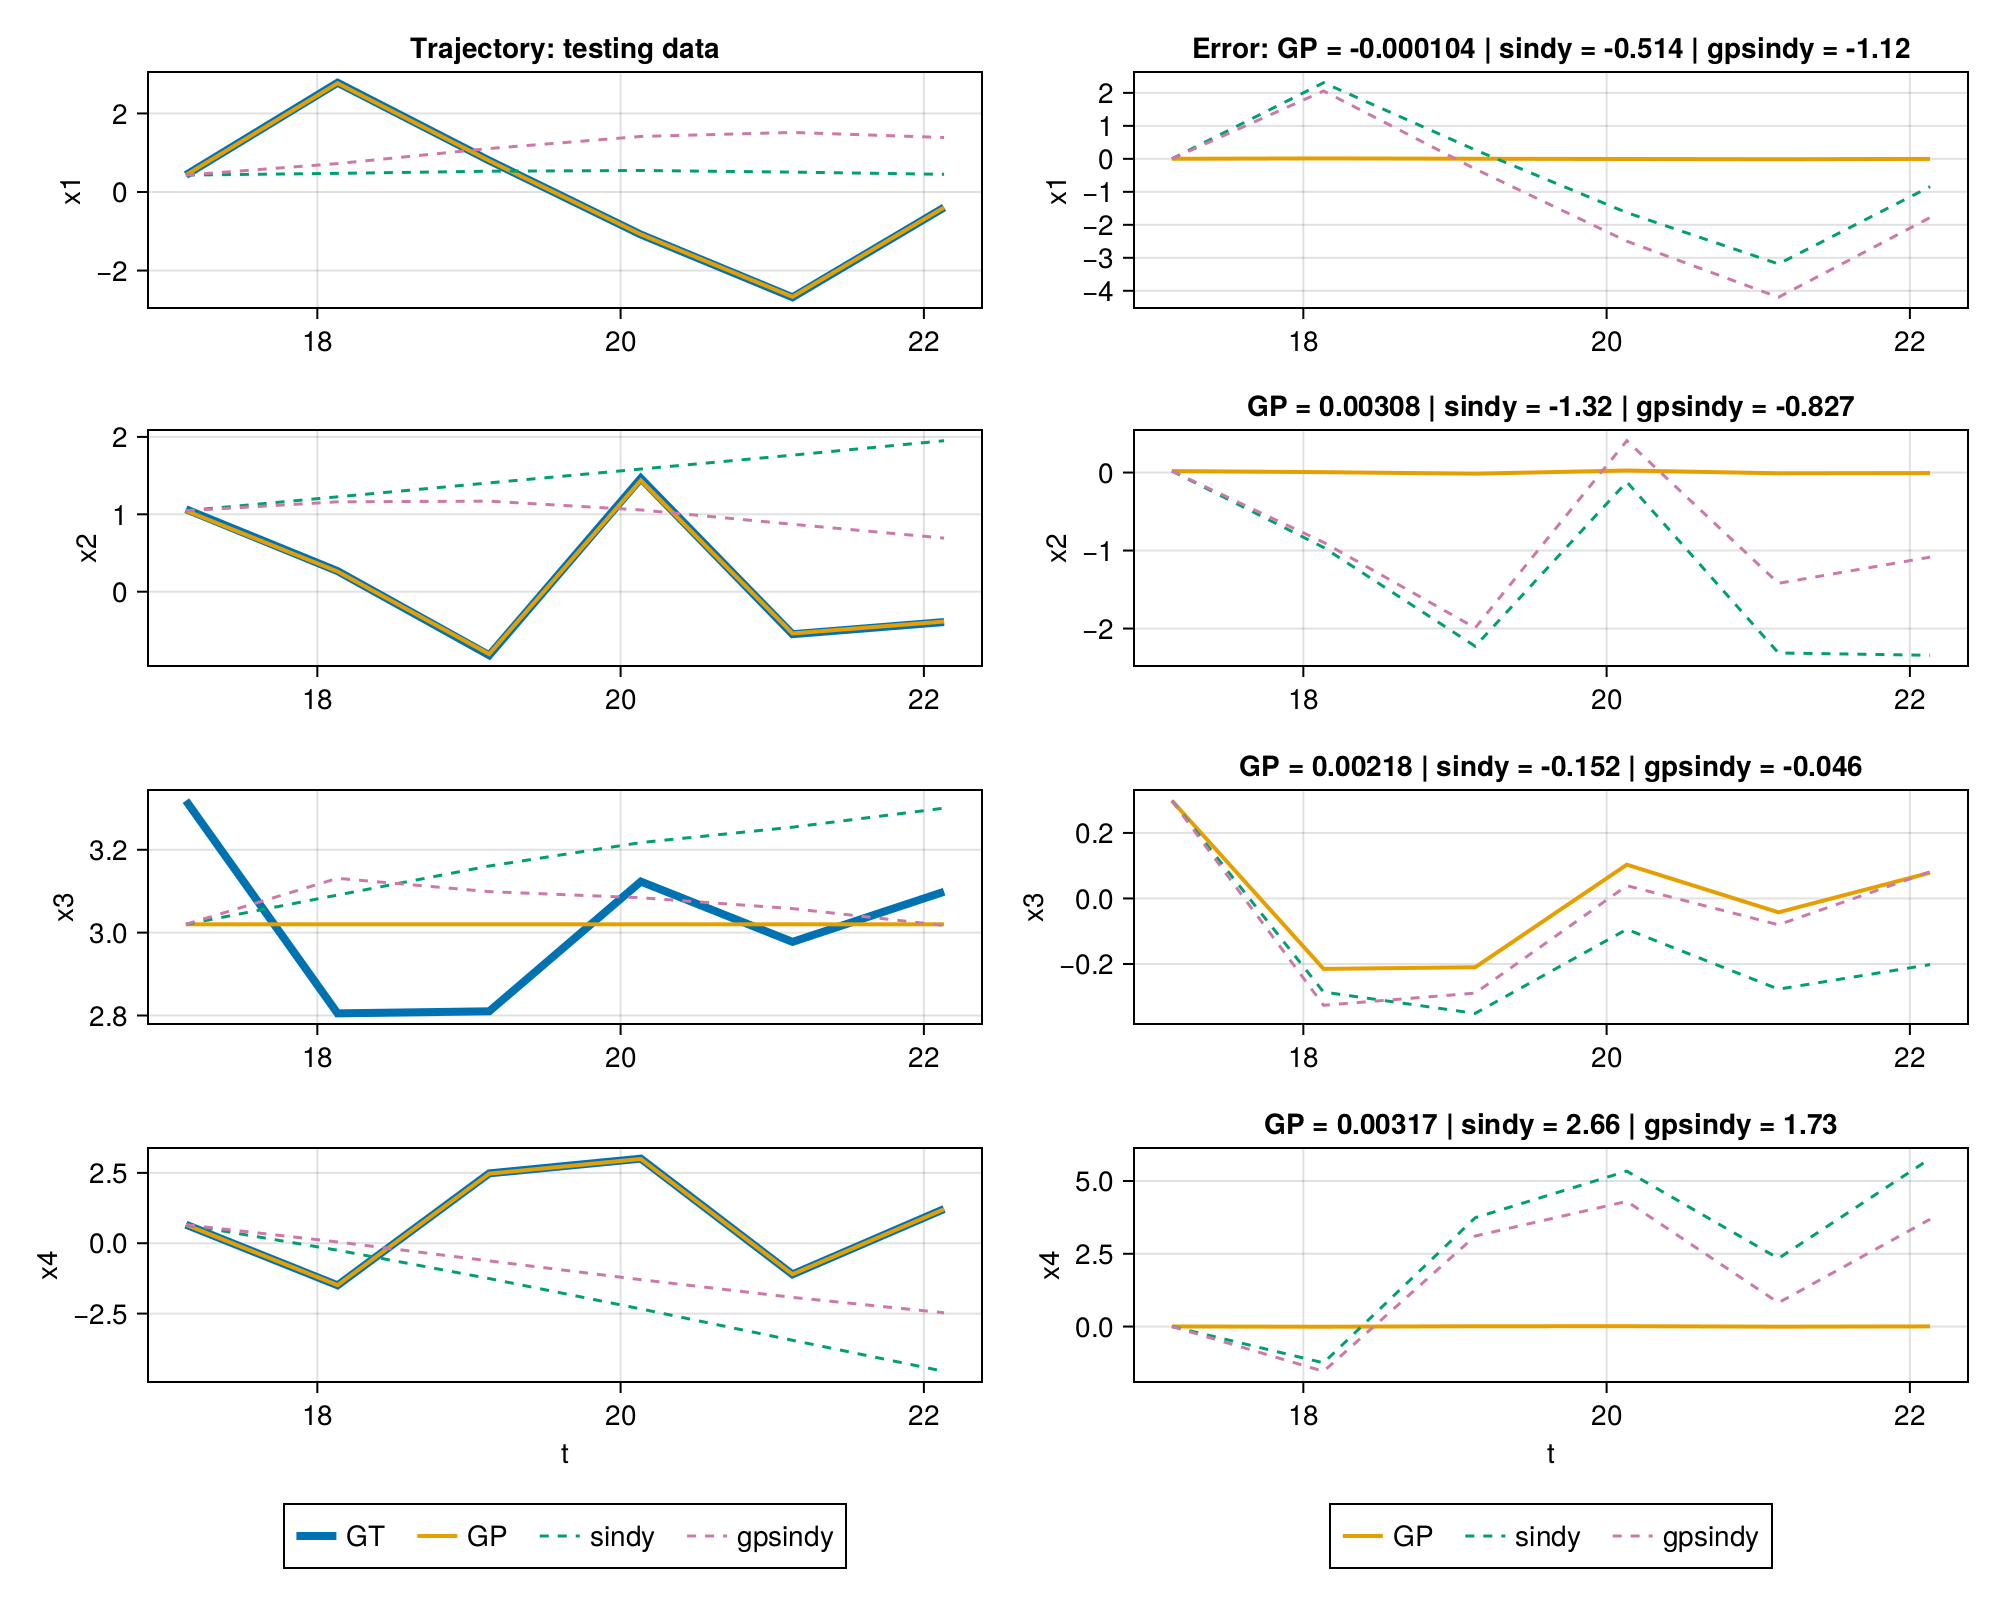 Trajectory: testing data
x1
2
0
−2
18 20 22
Error: GP = -0.000104 | sindy = -0.514 | gpsindy = -1.12
x1
2
1
0
−1
−2
−3
−4
18 20 22
x2
2
1
0
18 20 22
GP = 0.00308 | sindy = -1.32 | gpsindy = -0.827
x2
0
−1
−2
18 20 22
x3
3.2
3.0
2.8
18 20 22
GP = 0.00218 | sindy = -0.152 | gpsindy = -0.046
x3
0.2
0.0
−0.2
18 20 22
x4
2.5
0.0
−2.5
18 20 22
t
GP = 0.00317 | sindy = 2.66 | gpsindy = 1.73
x4
5.0
2.5
0.0
18 20 22
t
GT GP sindy gpsindy
GP sindy gpsindy